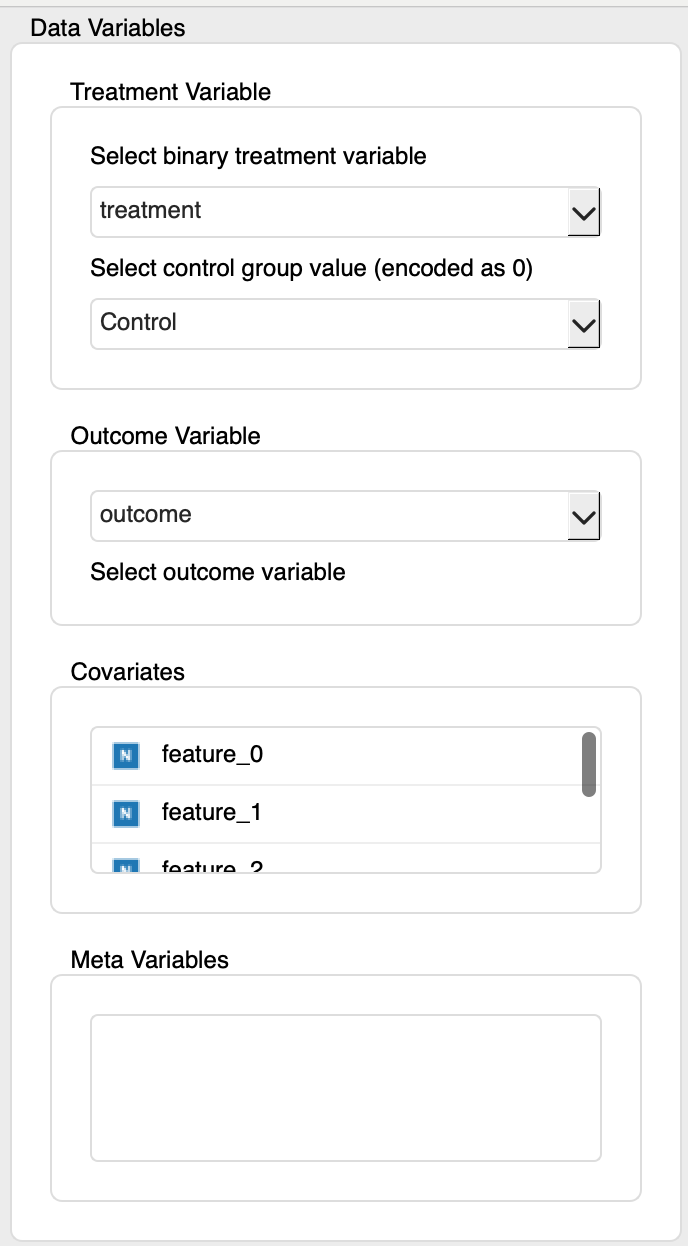 Data Variables
Treatment Variable
Select binary treatment variable
treatment
Select control group value (encoded as 0)
Control
Outcome Variable
outcome
Select outcome variable
Covariates
N feature_0
N feature_1
N feature_2
Meta Variables